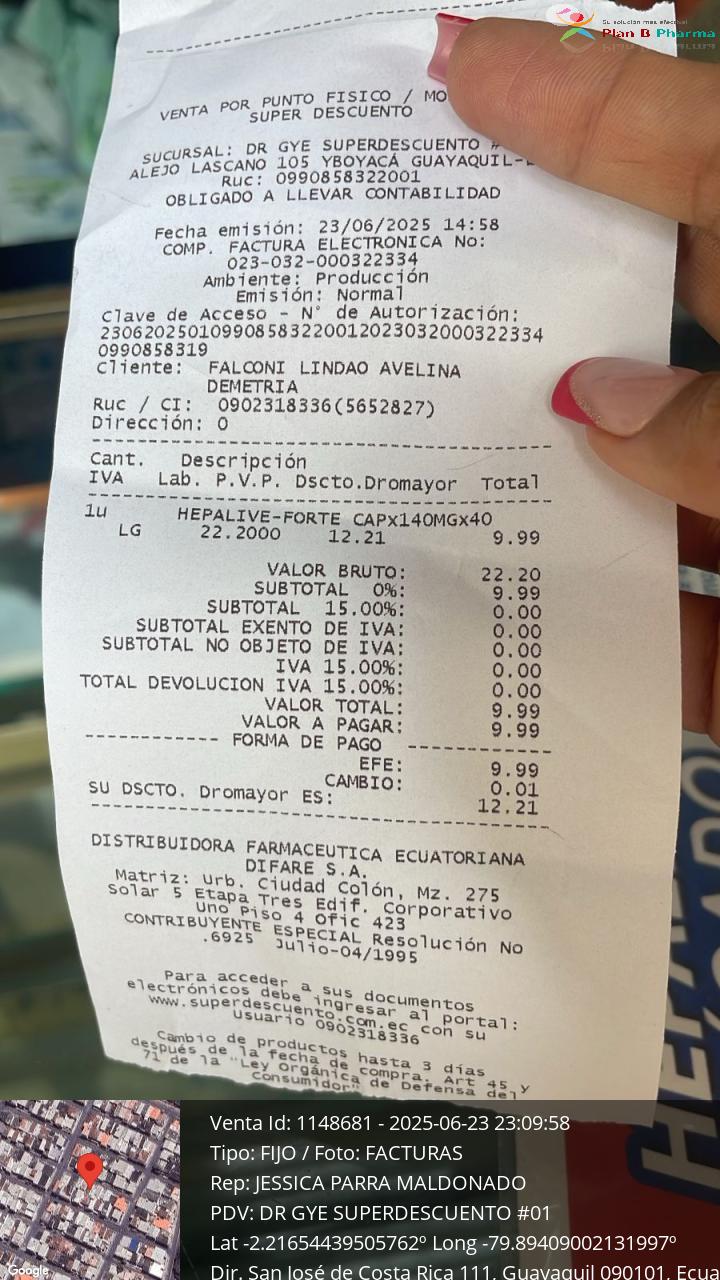 Su solución más efectiva!
Plan B Pharma
VENTA POR PUNTO FISICO / MO
SUPER DESCUENTO
SUCURSAL: DR GYE SUPERDESCUENTO #
ALEJO LASCANO 105 YBOYACÁ GUAYAQUIL-
Ruc: 0990858322001
OBLIGADO A LLEVAR CONTABILIDAD
Fecha emisión: 23/06/2025 14:58
COMP. FACTURA ELECTRONICA No:
023-032-000322334
Ambiente: Producción
Emisión: Normal
Clave de Acceso - N° de Autorización:
230620250109908583220012023032000322334
0990858319
Cliente: FALCONI LINDAO AVELINA
DEMETRIA
Ruc / CI: 0902318336(5652827)
Dirección: 0
Cant. Descripción
IVA Lab. P.V.P. Dscto.Dromayor Total
1u HEPALIVE-FORTE CAPX140MGX40
LG 22.2000 12.21 9.99
VALOR BRUTO: 22.20
SUBTOTAL 0%: 9.99
SUBTOTAL 15.00%: 0.00
SUBTOTAL EXENTO DE IVA: 0.00
SUBTOTAL NO OBJETO DE IVA: 0.00
IVA 15.00%: 0.00
TOTAL DEVOLUCION IVA 15.00%: 0.00
VALOR TOTAL: 9.99
VALOR A PAGAR: 9.99
----------- FORMA DE PAGO -----------
EFE: 9.99
CAMBIO: 0.01
SU DSCTO. Dromayor ES: 12.21
DISTRIBUIDORA FARMACEUTICA ECUATORIANA
DIFARE S.A.
Matriz: Urb. Ciudad Colón, Mz. 275
Solar 5 Etapa Tres Edif. Corporativo
Uno Piso 4 Ofic 423
CONTRIBUYENTE ESPECIAL Resolución No
.6925 Julio-04/1995
Para acceder a sus documentos
electrónicos debe ingresar al portal:
www.superdescuento.com.ec con su
Usuario 0902318336
Cambio de productos hasta 3 días
después de la fecha de compra. Art 45 y
71 de la "Ley Orgánica de Defensa del
Consumidor"
Venta Id: 1148681 - 2025-06-23 23:09:58
Tipo: FIJO / Foto: FACTURAS
Rep: JESSICA PARRA MALDONADO
PDV: DR GYE SUPERDESCUENTO #01
Lat -2.21654439505762º Long -79.89409002131997º
Dir. San José de Costa Rica 111, Guayaquil 090101, Ecua
Google